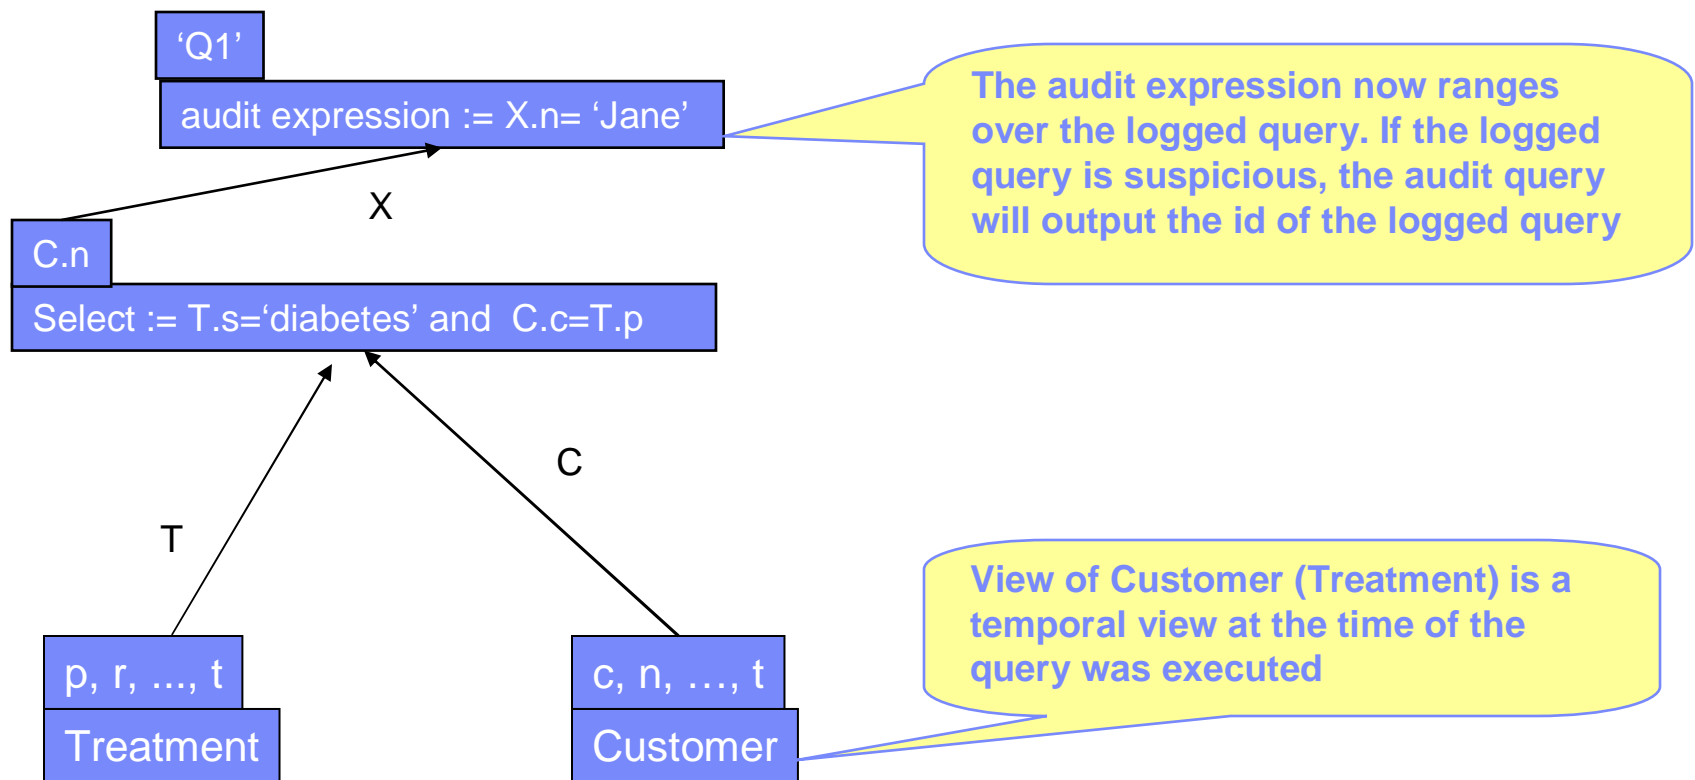 ‘Q1’
audit expression := X.n= ‘Jane’
The audit expression now ranges
over the logged query. If the logged
query is suspicious, the audit query
will output the id of the logged query
X
C.n
Select := T.s=‘diabetes’ and  C.c=T.p
C
T
View of Customer (Treatment) is a
temporal view at the time of the
query was executed
p, r, ..., t
Treatment
c, n, …, t
Customer